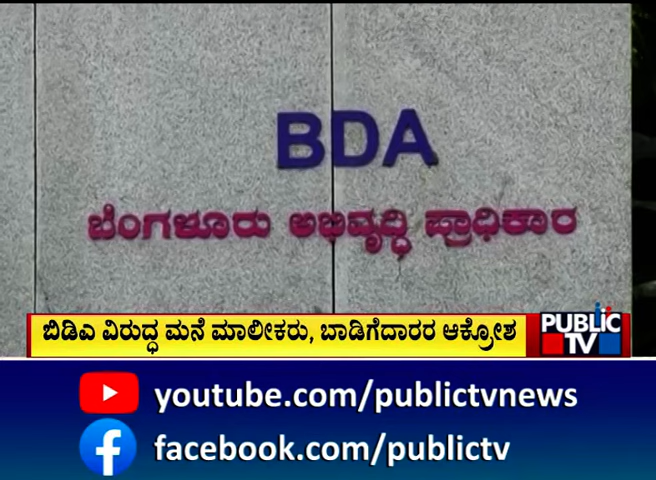 BDA
ಬೆಂಗಳೂರು ಅಭಿವೃದ್ಧಿ ಪ್ರಾಧಿಕಾರ
ಬಿಡಿಎ ವಿರುದ್ಧ ಮನೆ ಮಾಲೀಕರು, ಬಾಡಿಗೆದಾರರ ಆಕ್ರೋಶ
PUBLIC
TV
youtube.com/publictvnews
facebook.com/publictv